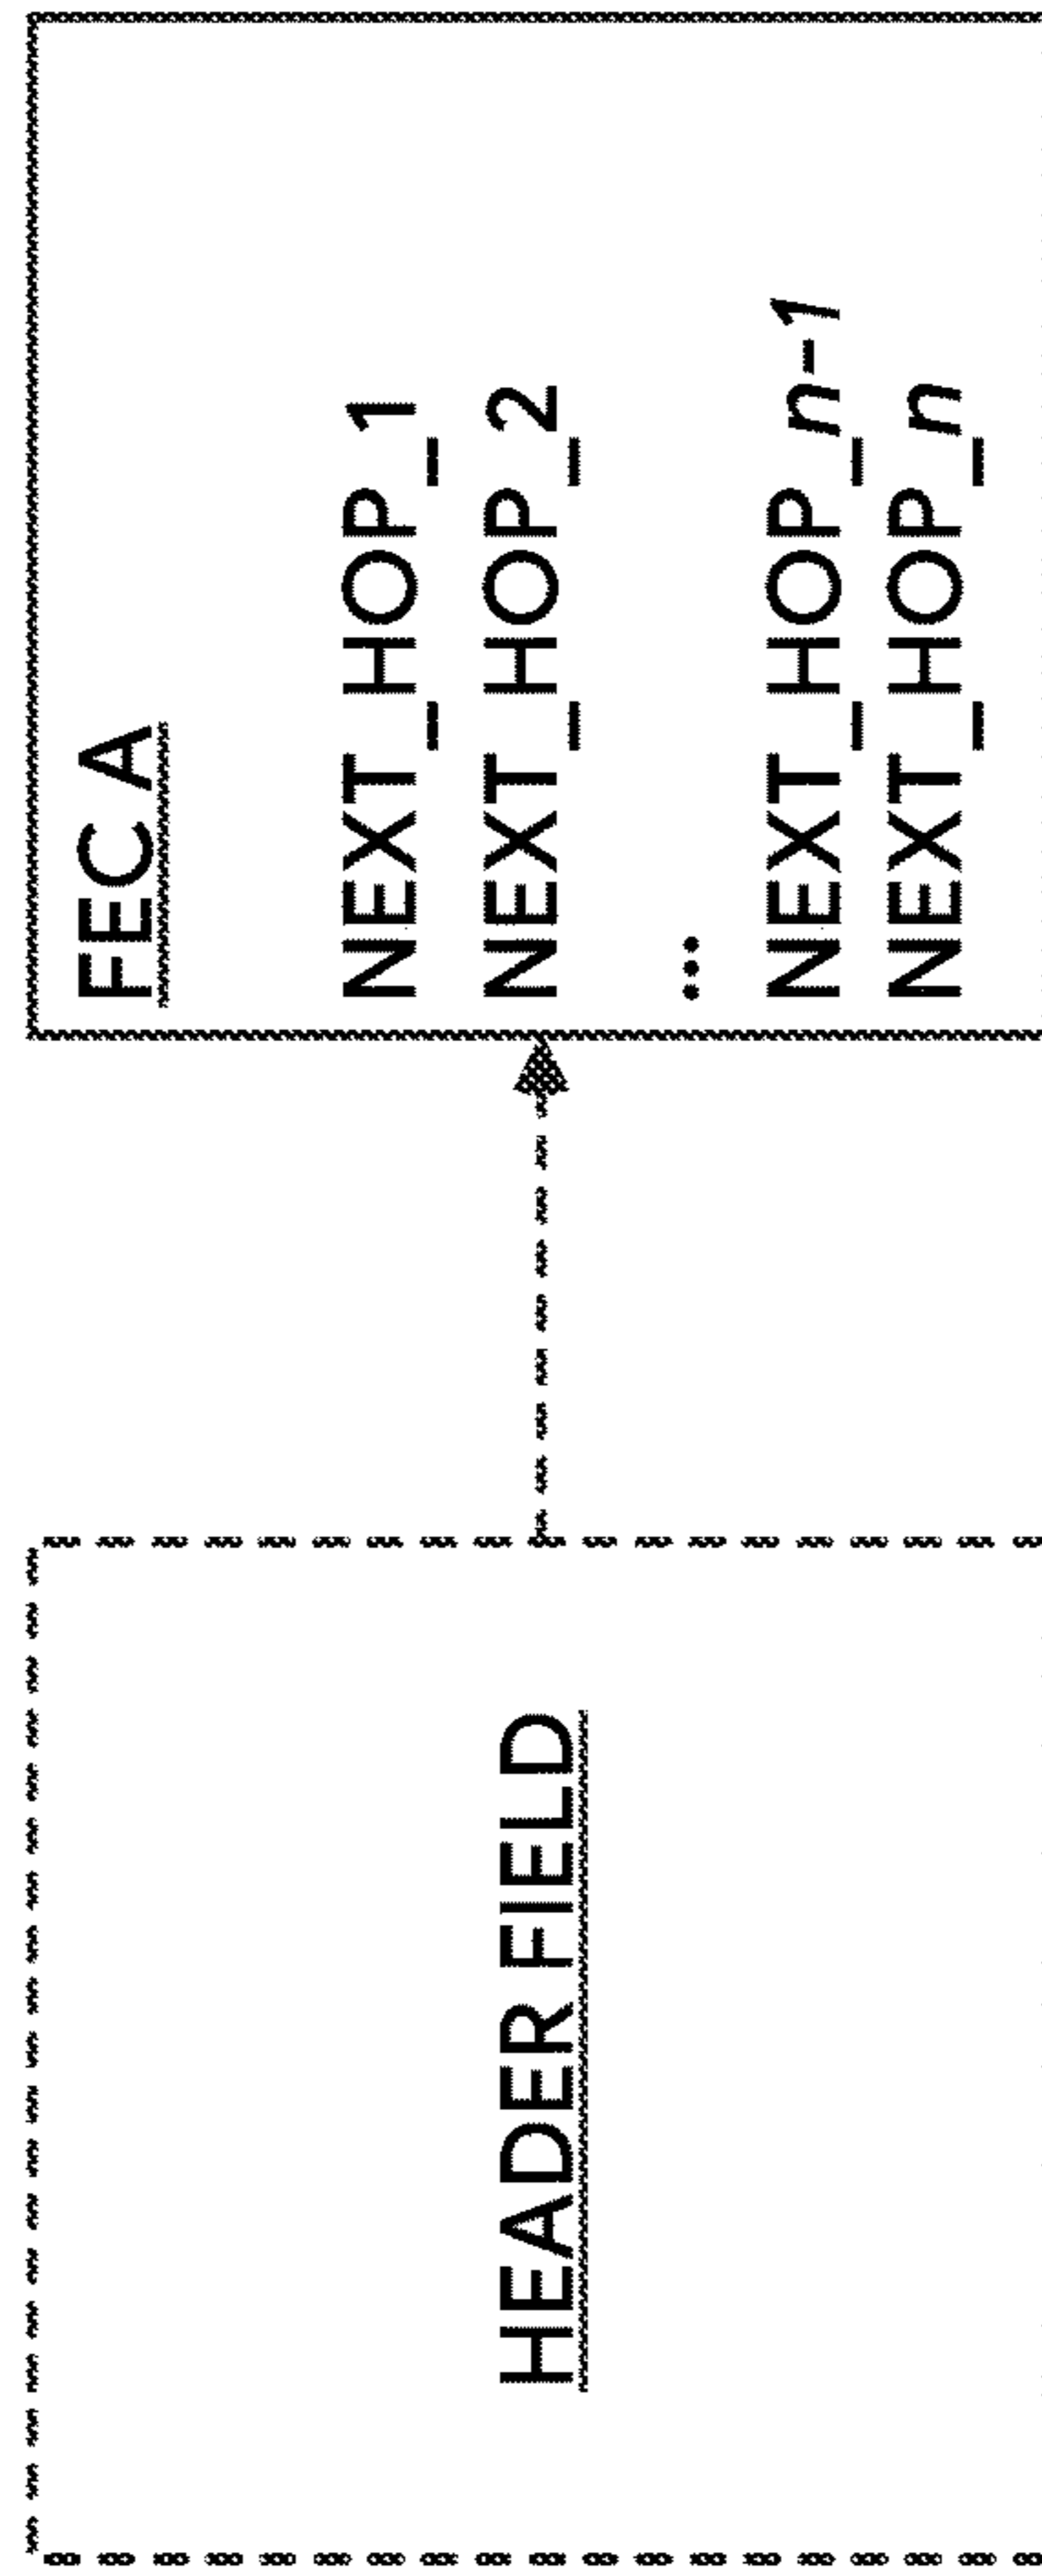 HEADER FIELD
FEC A
NEXT_HOP_1
NEXT_HOP_2
...
NEXT_HOP_n-1
NEXT_HOP_n